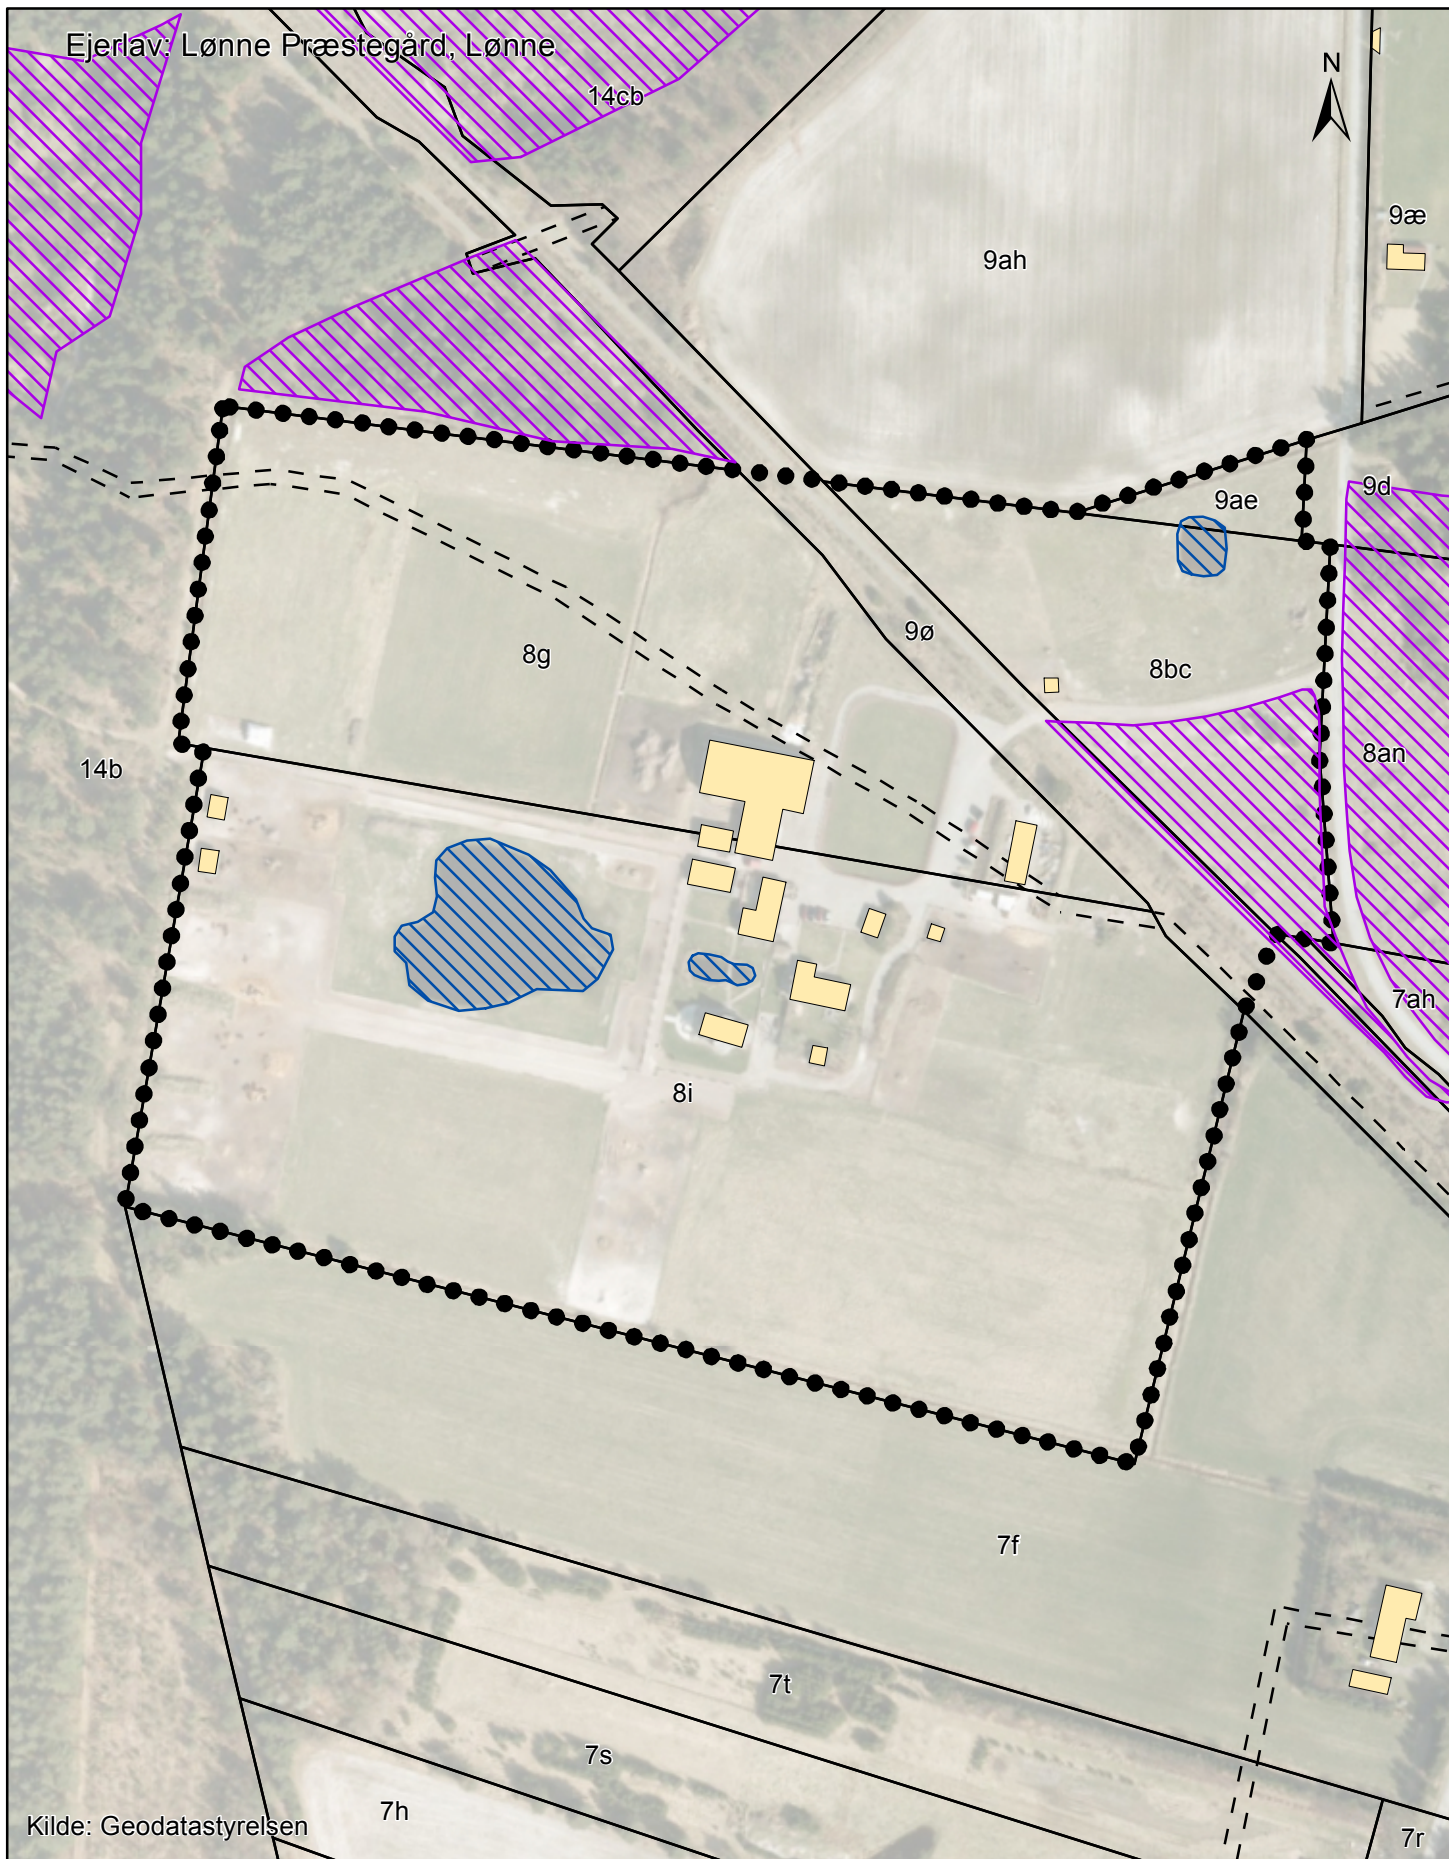 Ejerlav: Lønne Præstegård, Lønne
N
14cb
9æ
9ah
9d
9ae
9ø
8g
8bc
8an
14b
7ah
8i
7f
7t
7s
7h
Kilde: Geodatastyrelsen
7r